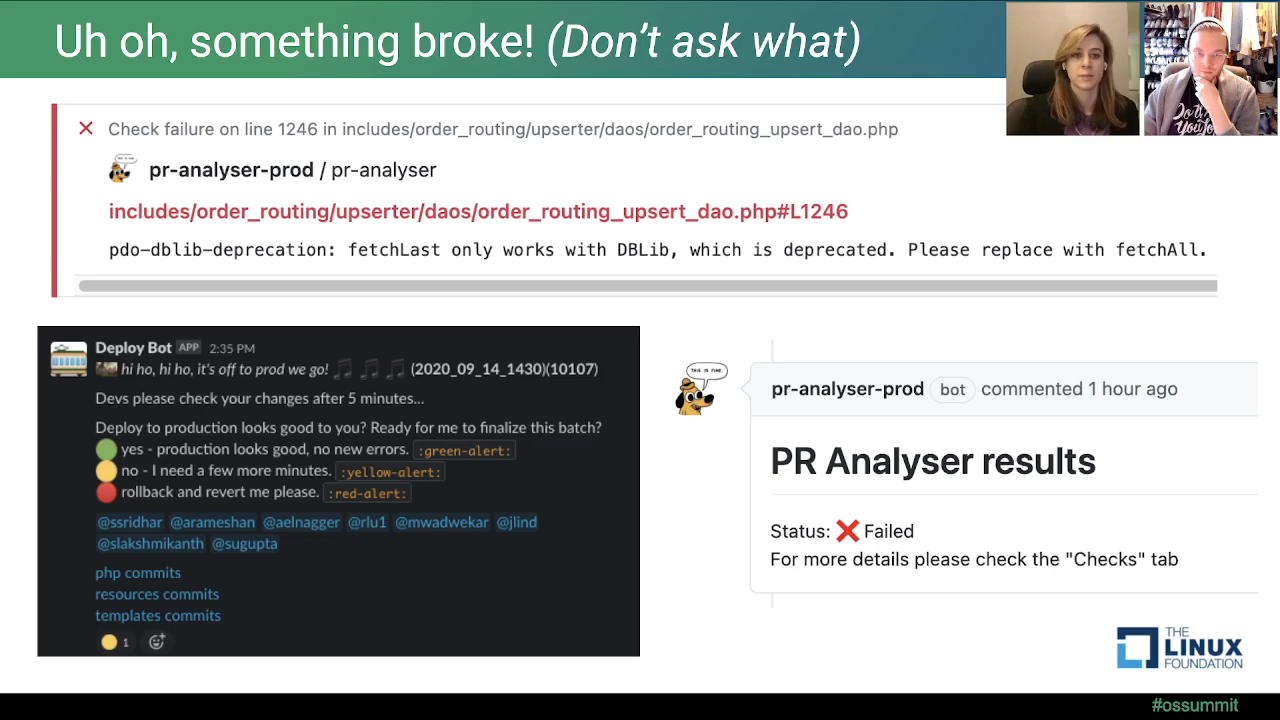 Uh oh, something broke! (Don't ask what)
Check failure on line 1246 in includes/order_routing/upserter/daos/order_routing_upsert_dao.php
pr-analyser-prod / pr-analyser
includes/order_routing/upserter/daos/order_routing_upsert_dao.php#L1246
pdo-dblib-deprecation: fetchLast only works with DBLib, which is deprecated. Please replace with fetchAll.
Deploy Bot APP 2:35 PM
hi ho, hi ho, it's off to prod we go! (2020_09_14_1430)(10107)
Devs please check your changes after 5 minutes...
Deploy to production looks good to you? Ready for me to finalize this batch?
yes - production looks good, no new errors. :green-alert:
no - I need a few more minutes. :yellow-alert:
rollback and revert me please. :red-alert:
@ssridhar @arameshan @aelnagger @rlu1 @mwadwekar @jlind
@slakshmikanth @sugupta
php commits
resources commits
templates commits
1
THIS IS FINE.
pr-analyser-prod bot commented 1 hour ago
PR Analyser results
Status: ❌ Failed
For more details please check the "Checks" tab
THE
LINUX
FOUNDATION
#ossummit